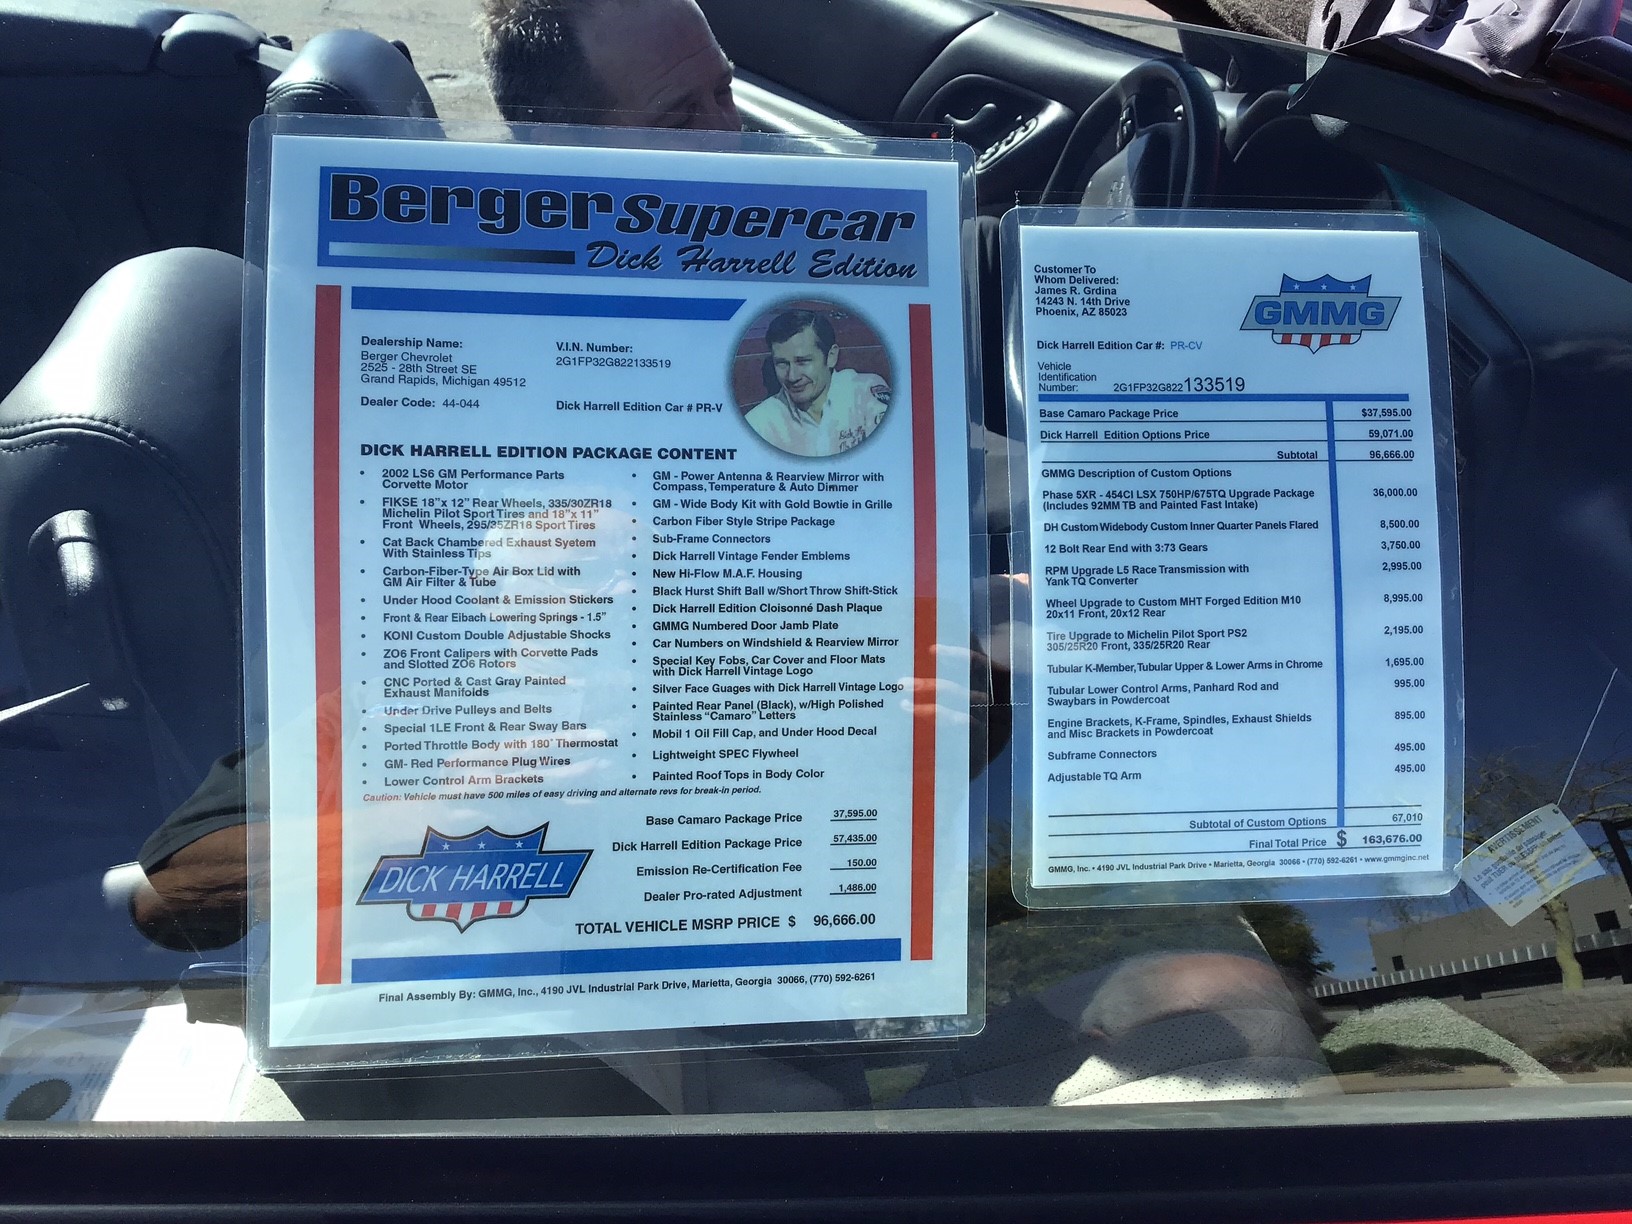 Berger Supercar
Dick Harrell Edition
Dealership Name:
Berger Chevrolet
2525 - 28th Street SE
Grand Rapids, Michigan 49512
Dealer Code: 44-044
V.I.N. Number:
2G1FP32G822133519
Dick Harrell Edition Car # PR-V
DICK HARRELL EDITION PACKAGE CONTENT
• 2002 LS6 GM Performance Parts
Corvette Motor
• FIKSE 18"x 12" Rear Wheels, 335/30ZR18
Michelin Pilot Sport Tires and 18"x 11"
Front Wheels, 295/35ZR18 Sport Tires
• Cat Back Chambered Exhaust Syetem
With Stainless Tips
• Carbon-Fiber-Type Air Box Lid with
GM Air Filter & Tube
• Under Hood Coolant & Emission Stickers
• Front & Rear Eibach Lowering Springs - 1.5"
• KONI Custom Double Adjustable Shocks
• ZO6 Front Calipers with Corvette Pads
and Slotted ZO6 Rotors
• CNC Ported & Cast Gray Painted
Exhaust Manifolds
• Under Drive Pulleys and Belts
• Special 1LE Front & Rear Sway Bars
• Ported Throttle Body with 180° Thermostat
• GM- Red Performance Plug Wires
• Lower Control Arm Brackets
• GM - Power Antenna & Rearview Mirror with
Compass, Temperature & Auto Dimmer
• GM - Wide Body Kit with Gold Bowtie in Grille
• Carbon Fiber Style Stripe Package
• Sub-Frame Connectors
• Dick Harrell Vintage Fender Emblems
• New Hi-Flow M.A.F. Housing
• Black Hurst Shift Ball w/Short Throw Shift-Stick
• Dick Harrell Edition Cloisonné Dash Plaque
• GMMG Numbered Door Jamb Plate
• Car Numbers on Windshield & Rearview Mirror
• Special Key Fobs, Car Cover and Floor Mats
with Dick Harrell Vintage Logo
• Silver Face Guages with Dick Harrell Vintage Logo
• Painted Rear Panel (Black), w/High Polished
Stainless "Camaro" Letters
• Mobil 1 Oil Fill Cap, and Under Hood Decal
• Lightweight SPEC Flywheel
• Painted Roof Tops in Body Color
Caution: Vehicle must have 500 miles of easy driving and alternate revs for break-in period.
DICK HARRELL
Base Camaro Package Price 37,595.00
Dick Harrell Edition Package Price 57,435.00
Emission Re-Certification Fee 150.00
Dealer Pro-rated Adjustment 1,486.00
TOTAL VEHICLE MSRP PRICE $ 96,666.00
Final Assembly By: GMMG, Inc., 4190 JVL Industrial Park Drive, Marietta, Georgia 30066, (770) 592-6261
Customer To
Whom Delivered:
James R. Grdina
14243 N. 14th Drive
Phoenix, AZ 85023
GMMG
Dick Harrell Edition Car #: PR-CV
Vehicle
Identification
Number: 2G1FP32G822133519
Base Camaro Package Price $37,595.00
Dick Harrell Edition Options Price 59,071.00
Subtotal 96,666.00
GMMG Description of Custom Options
Phase 5XR - 454CI LSX 750HP/675TQ Upgrade Package 36,000.00
(Includes 92MM TB and Painted Fast Intake)
DH Custom Widebody Custom Inner Quarter Panels Flared 8,500.00
12 Bolt Rear End with 3:73 Gears 3,750.00
RPM Upgrade L5 Race Transmission with 2,995.00
Yank TQ Converter
Wheel Upgrade to Custom MHT Forged Edition M10 8,995.00
20x11 Front, 20x12 Rear
Tire Upgrade to Michelin Pilot Sport PS2 2,195.00
305/25R20 Front, 335/25R20 Rear
Tubular K-Member, Tubular Upper & Lower Arms in Chrome 1,695.00
Tubular Lower Control Arms, Panhard Rod and 995.00
Swaybars in Powdercoat
Engine Brackets, K-Frame, Spindles, Exhaust Shields 895.00
and Misc Brackets in Powdercoat
Subframe Connectors 495.00
Adjustable TQ Arm 495.00
Subtotal of Custom Options 67,010
Final Total Price $ 163,676.00
GMMG, Inc. • 4190 JVL Industrial Park Drive • Marietta, Georgia 30066 • (770) 592-6261 • www.gmmginc.net
AVERTISSEMENT